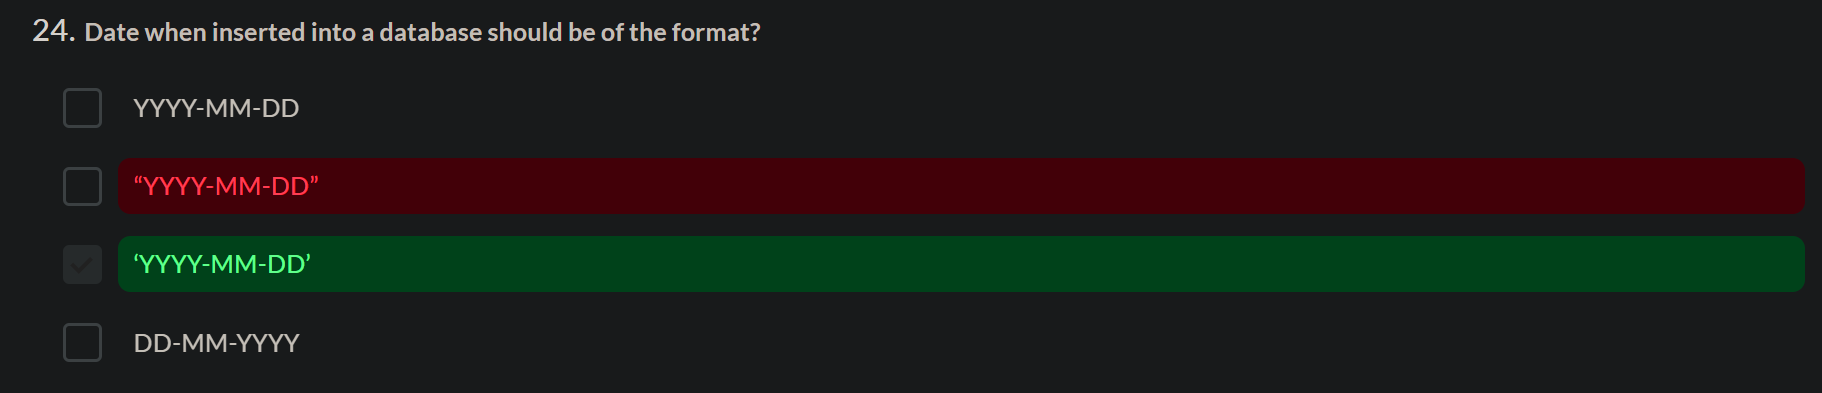 24. Date when inserted into a database should be of the format?
YYYY-MM-DD
“YYYY-MM-DD”
‘YYYY-MM-DD’
DD-MM-YYYY